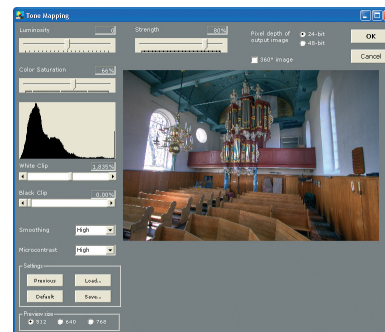 Tone Mapping
Luminosity 0
Strength 80%
Pixel depth of output image
24-bit
48-bit
360° image
OK
Cancel
Color Saturation 66%
White Clip 1.835%
Black Clip 0.00%
Smoothing High
Microcontrast High
Settings
Previous Load...
Default Save...
Preview size
512 640 768